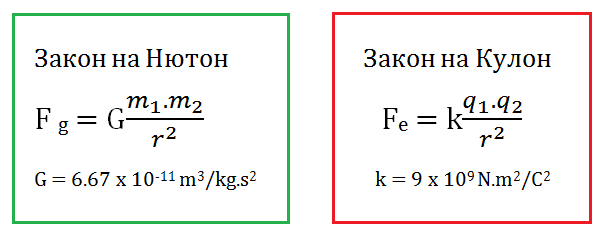 Закон на Нютон
F g = G m₁.m₂ / r²
G = 6.67 x 10⁻¹¹ m³/kg.s²
Закон на Кулон
Fₑ = k q₁.q₂ / r²
k = 9 x 10⁹ N.m²/C²